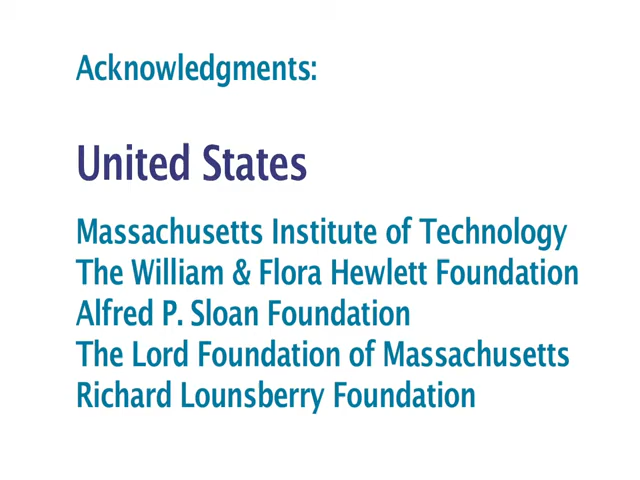 Acknowledgments:
United States
Massachusetts Institute of Technology
The William & Flora Hewlett Foundation
Alfred P. Sloan Foundation
The Lord Foundation of Massachusetts
Richard Lounsberry Foundation